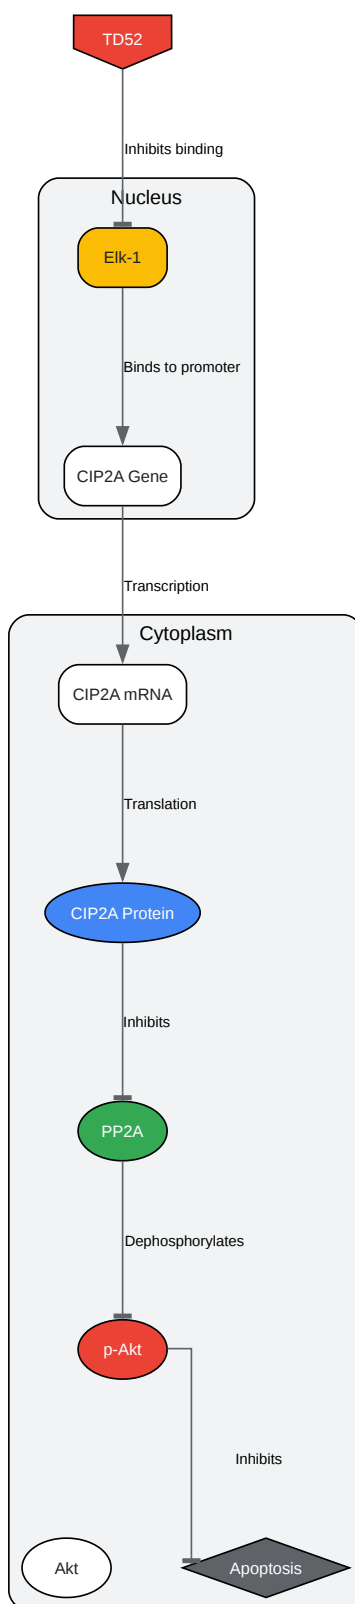 TD52
Inhibits binding
Nucleus
Elk-1
Binds to promoter
CIP2A Gene
Transcription
Cytoplasm
CIP2A mRNA
Translation
CIP2A Protein
Inhibits
PP2A
Dephosphorylates
p-Akt
Inhibits
Akt
Apoptosis